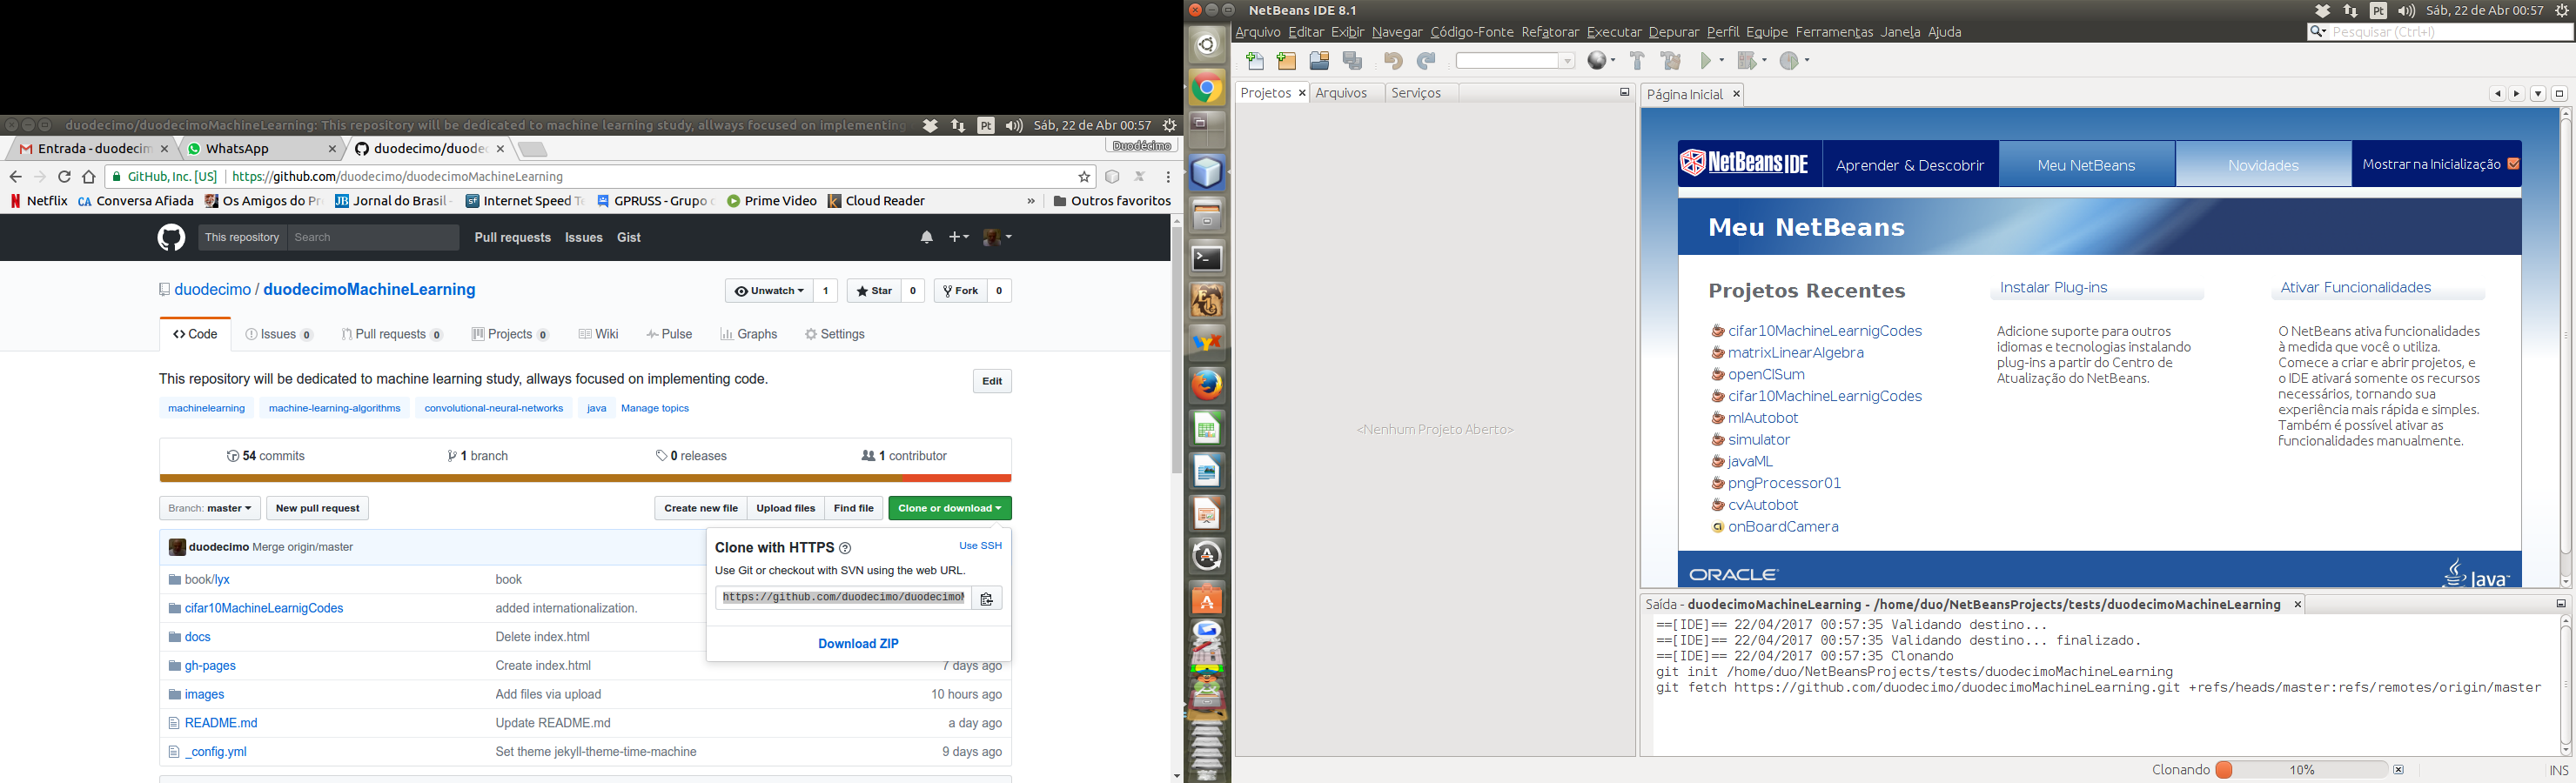 duodecimo/duodecimoMachineLearning: This repository will be dedicated to machine learning study, allways focused on implementing
Pt
Sáb, 22 de Abr 00:57
Entrada - duodecim
WhatsApp
duodecimo/duode
Duodécimo
GitHub, Inc. [US]
https://github.com/duodecimo/duodecimoMachineLearning
Netflix
CA Conversa Afiada
Os Amigos do Pr
JB Jornal do Brasil -
Internet Speed Te
GPRUSS - Grupo
Prime Video
Cloud Reader
»
Outros favoritos
This repository
Search
Pull requests
Issues
Gist
duodecimo / duodecimoMachineLearning
Unwatch 1
Star 0
Fork 0
Code
Issues 0
Pull requests 0
Projects 0
Wiki
Pulse
Graphs
Settings
This repository will be dedicated to machine learning study, allways focused on implementing code.
Edit
machinelearning
machine-learning-algorithms
convolutional-neural-networks
java
Manage topics
54 commits
1 branch
0 releases
1 contributor
Branch: master
New pull request
Create new file
Upload files
Find file
Clone or download
duodecimo Merge origin/master
Clone with HTTPS
Use SSH
Use Git or checkout with SVN using the web URL.
https://github.com/duodecimo/duodecimoM
Download ZIP
book/lyx
book
cifar10MachineLearnigCodes
added internationalization.
docs
Delete index.html
gh-pages
Create index.html
7 days ago
images
Add files via upload
10 hours ago
README.md
Update README.md
a day ago
_config.yml
Set theme jekyll-theme-time-machine
9 days ago
NetBeans IDE 8.1
Pt
Sáb, 22 de Abr 00:57
Arquivo Editar Exibir Navegar Código-Fonte Refatorar Executar Depurar Perfil Equipe Ferramentas Janela Ajuda
Pesquisar (Ctrl+I)
Projetos
Arquivos
Serviços
<Nenhum Projeto Aberto>
Página Inicial
NetBeans IDE
Aprender & Descobrir
Meu NetBeans
Novidades
Mostrar na Inicialização
Meu NetBeans
Projetos Recentes
cifar10MachineLearnigCodes
matrixLinearAlgebra
openClSum
cifar10MachineLearnigCodes
mlAutobot
simulator
javaML
pngProcessor01
cvAutobot
onBoardCamera
Instalar Plug-ins
Adicione suporte para outros
idiomas e tecnologias instalando
plug-ins a partir do Centro de
Atualização do NetBeans.
Ativar Funcionalidades
O NetBeans ativa funcionalidades
à medida que você o utiliza.
Comece a criar e abrir projetos, e
o IDE ativará somente os recursos
necessários, tornando sua
experiência mais rápida e simples.
Também é possível ativar as
funcionalidades manualmente.
ORACLE
Java
Saída - duodecimoMachineLearning - /home/duo/NetBeansProjects/tests/duodecimoMachineLearning
==[IDE]== 22/04/2017 00:57:35 Validando destino...
==[IDE]== 22/04/2017 00:57:35 Validando destino... finalizado.
==[IDE]== 22/04/2017 00:57:35 Clonando
git init /home/duo/NetBeansProjects/tests/duodecimoMachineLearning
git fetch https://github.com/duodecimo/duodecimoMachineLearning.git +refs/heads/master:refs/remotes/origin/master
Clonando
10%
INS